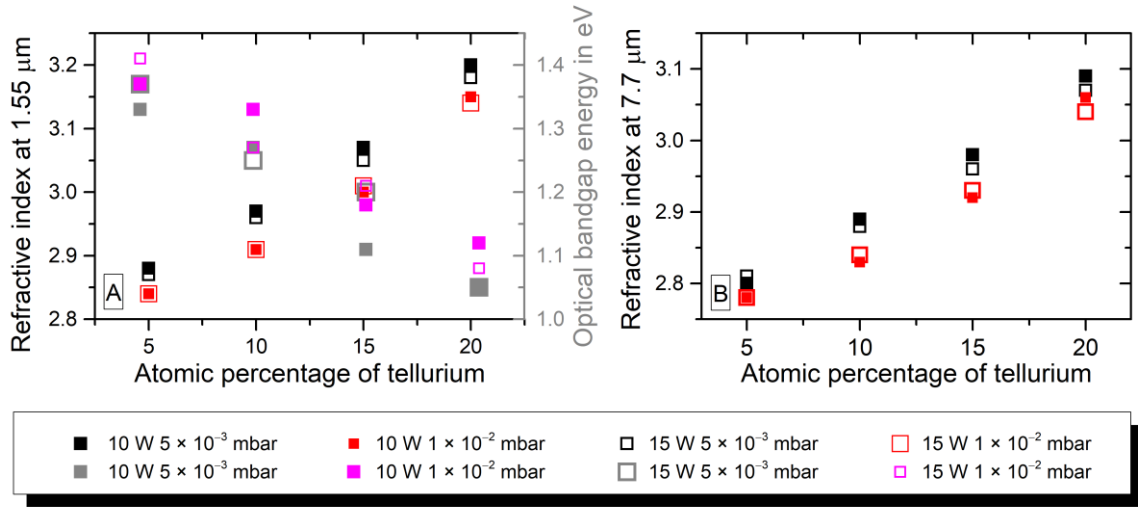 Refractive index at 1.55 μm
3.2
3.1
3.0
2.9
2.8
A
5
10
15
20
Atomic percentage of tellurium
1.4
1.3
1.2
1.1
1.0
Optical bandgap energy in eV
Refractive index at 7.7 μm
3.1
3.0
2.9
2.8
B
5
10
15
20
Atomic percentage of tellurium
10 W 5 × 10⁻³ mbar
10 W 1 × 10⁻² mbar
15 W 5 × 10⁻³ mbar
15 W 1 × 10⁻² mbar
10 W 5 × 10⁻³ mbar
10 W 1 × 10⁻² mbar
15 W 5 × 10⁻³ mbar
15 W 1 × 10⁻² mbar